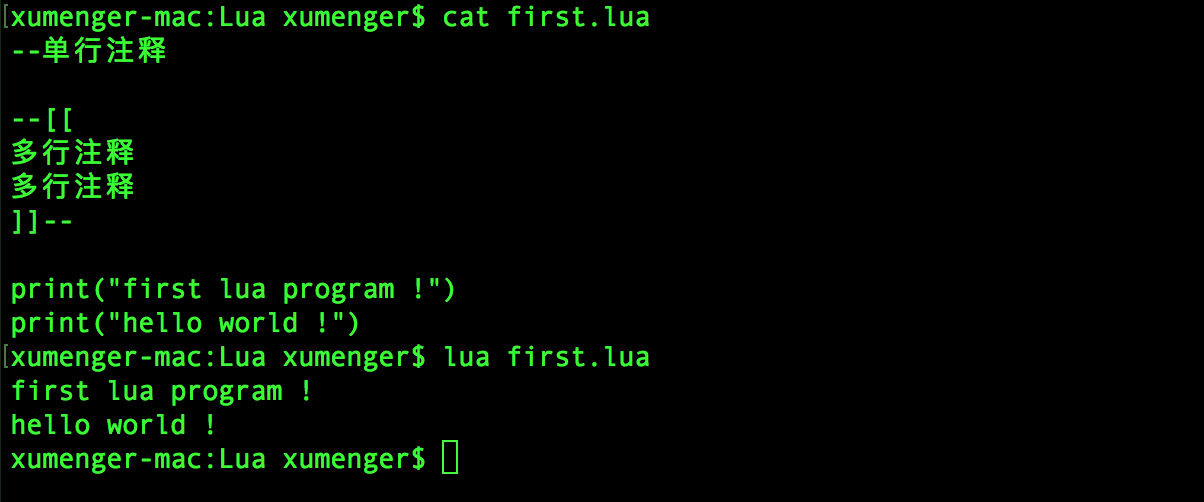 [xumenger-mac:Lua xumenger$ cat first.lua
--单行注释
--[[
多行注释
多行注释
]]--
print("first lua program !")
print("hello world !")
[xumenger-mac:Lua xumenger$ lua first.lua
first lua program !
hello world !
xumenger-mac:Lua xumenger$